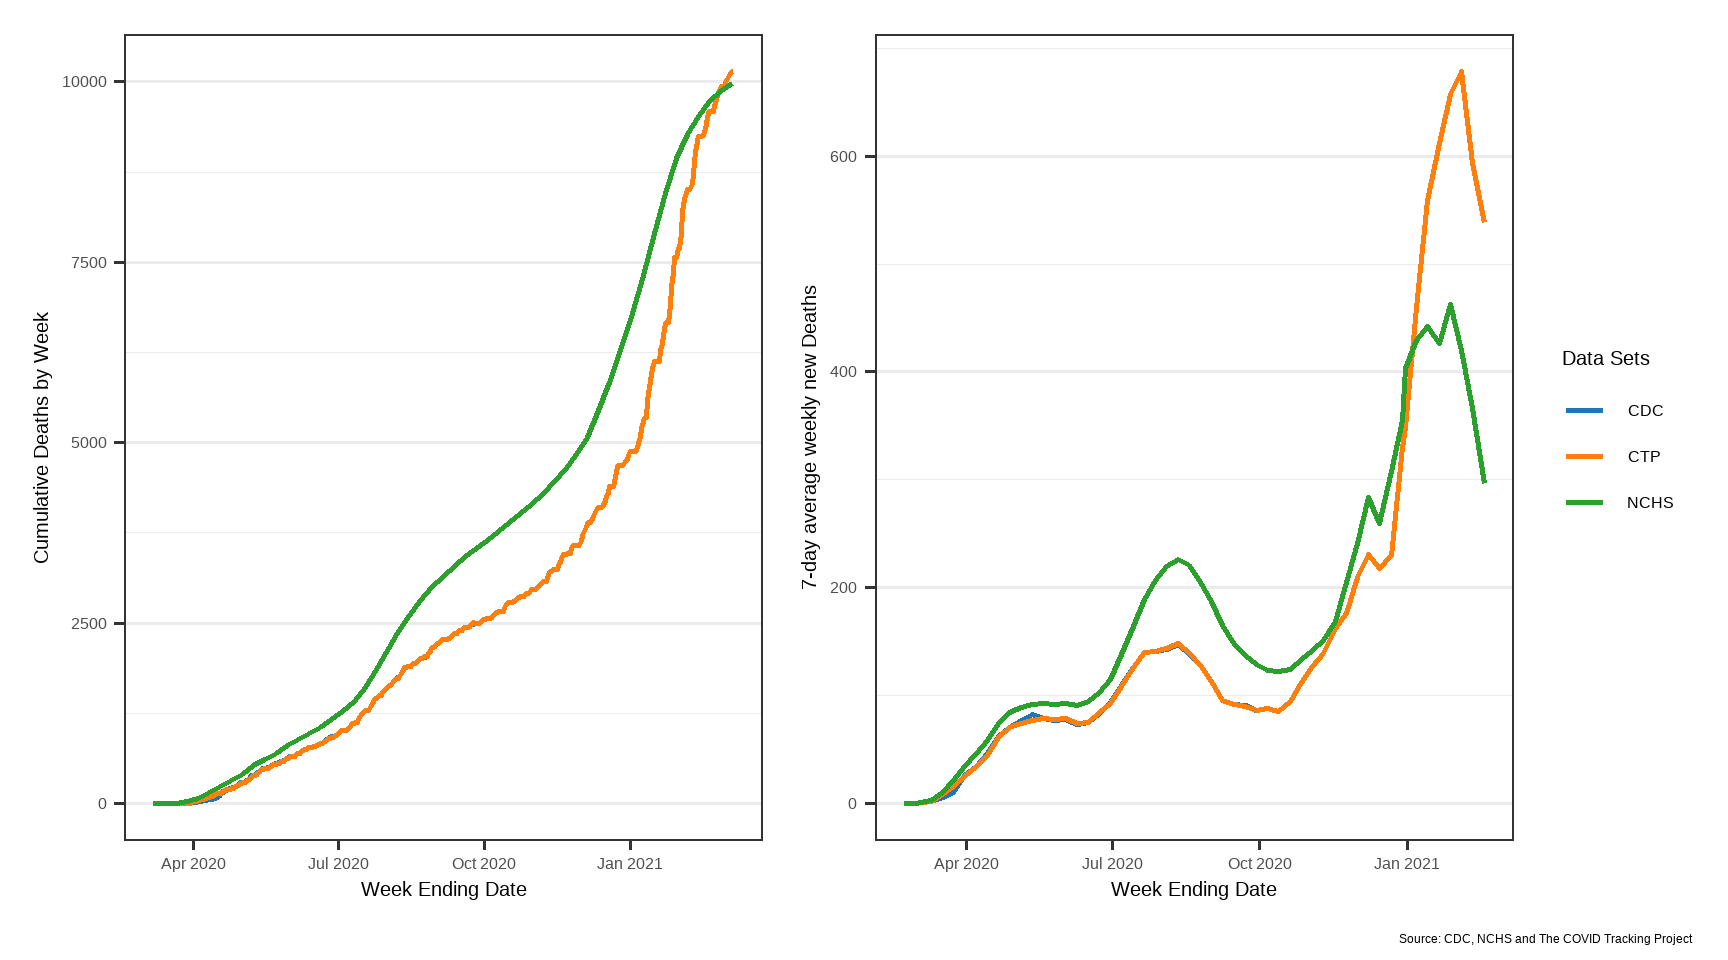 Cumulative Deaths by Week
10000
7500
5000
2500
0
Apr 2020
Jul 2020
Oct 2020
Jan 2021
Week Ending Date
7-day average weekly new Deaths
600
400
200
0
Apr 2020
Jul 2020
Oct 2020
Jan 2021
Week Ending Date
Data Sets
CDC
CTP
NCHS
Source: CDC, NCHS and The COVID Tracking Project